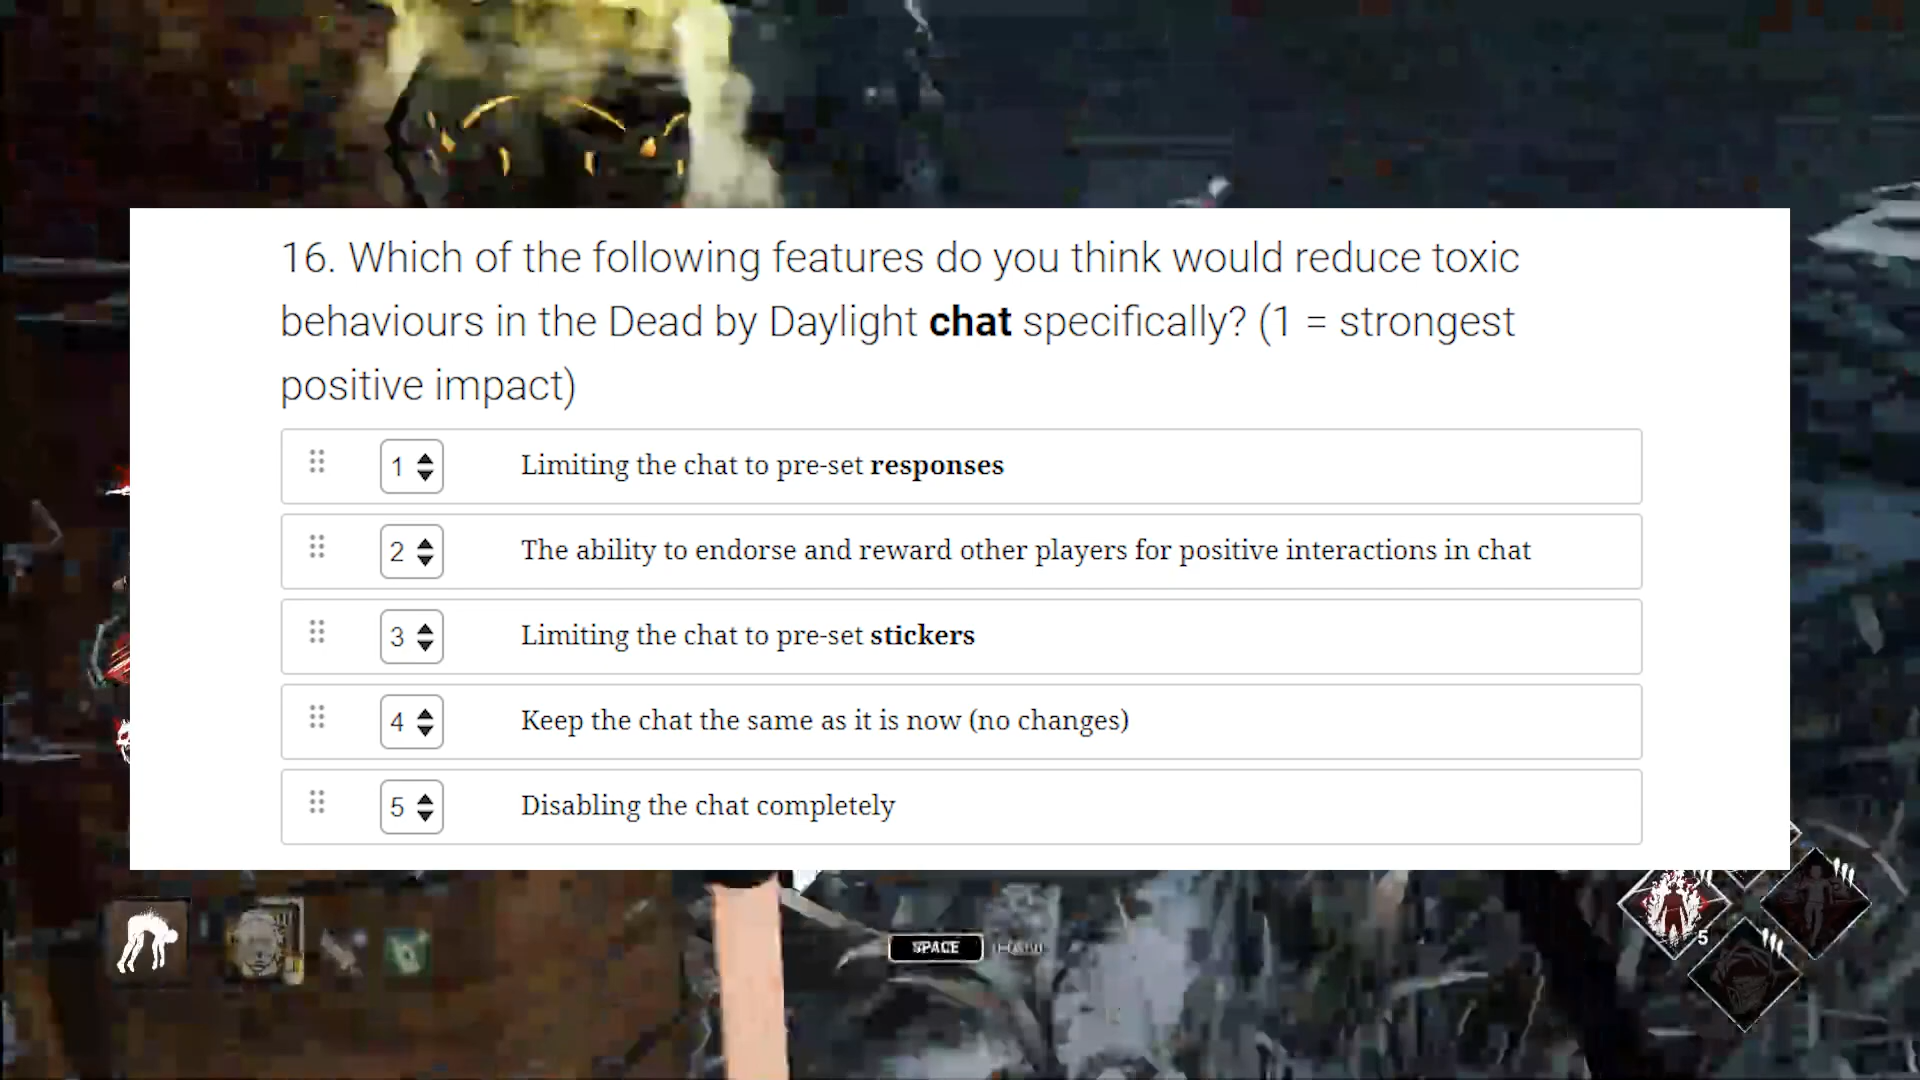 16. Which of the following features do you think would reduce toxic
behaviours in the Dead by Daylight chat specifically? (1 = strongest
positive impact)
1 Limiting the chat to pre-set responses
2 The ability to endorse and reward other players for positive interactions in chat
3 Limiting the chat to pre-set stickers
4 Keep the chat the same as it is now (no changes)
5 Disabling the chat completely
SPACE
5